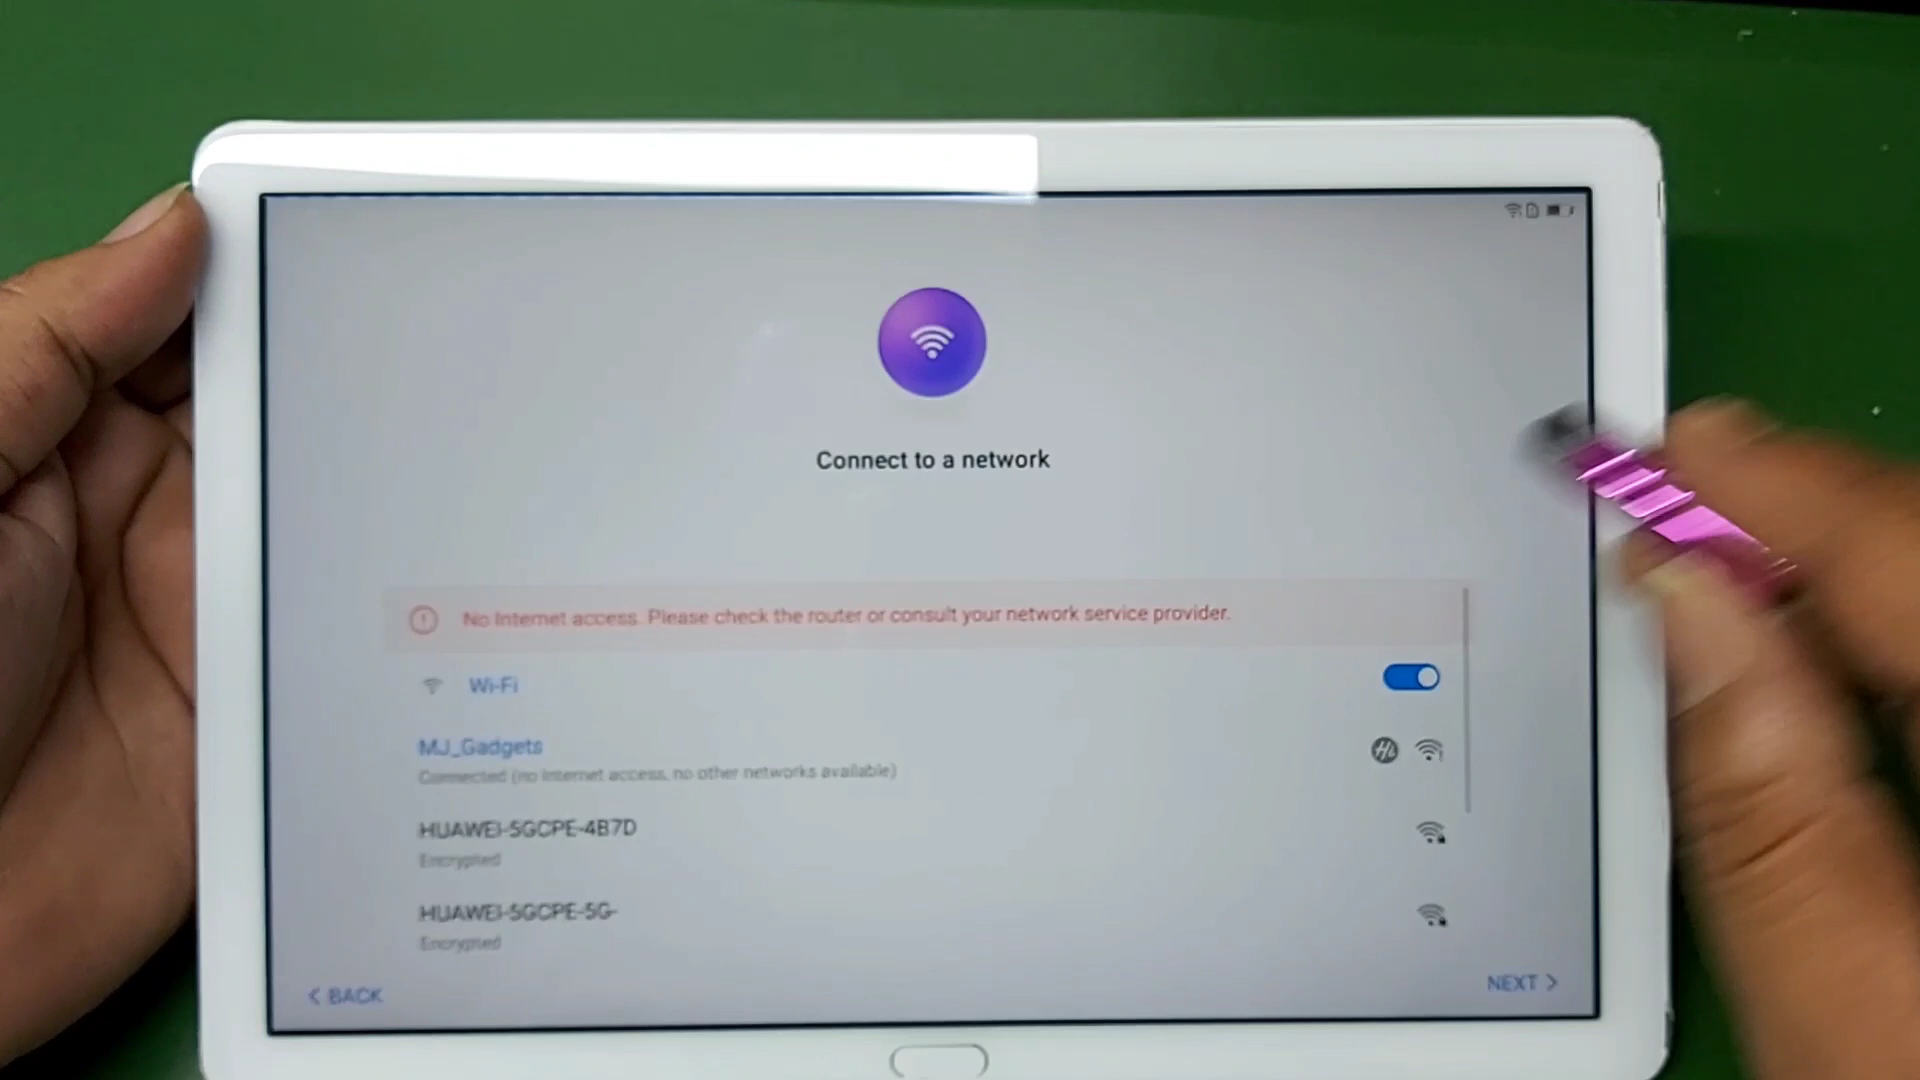 Connect to a network
No Internet access. Please check the router or consult your network service provider.
Wi-Fi
MJ_Gadgets
Connected (no Internet access, no other networks available)
HUAWEI-5GCPE-4B7D
Encrypted
HUAWEI-5GCPE-5G-
Encrypted
< BACK
NEXT >